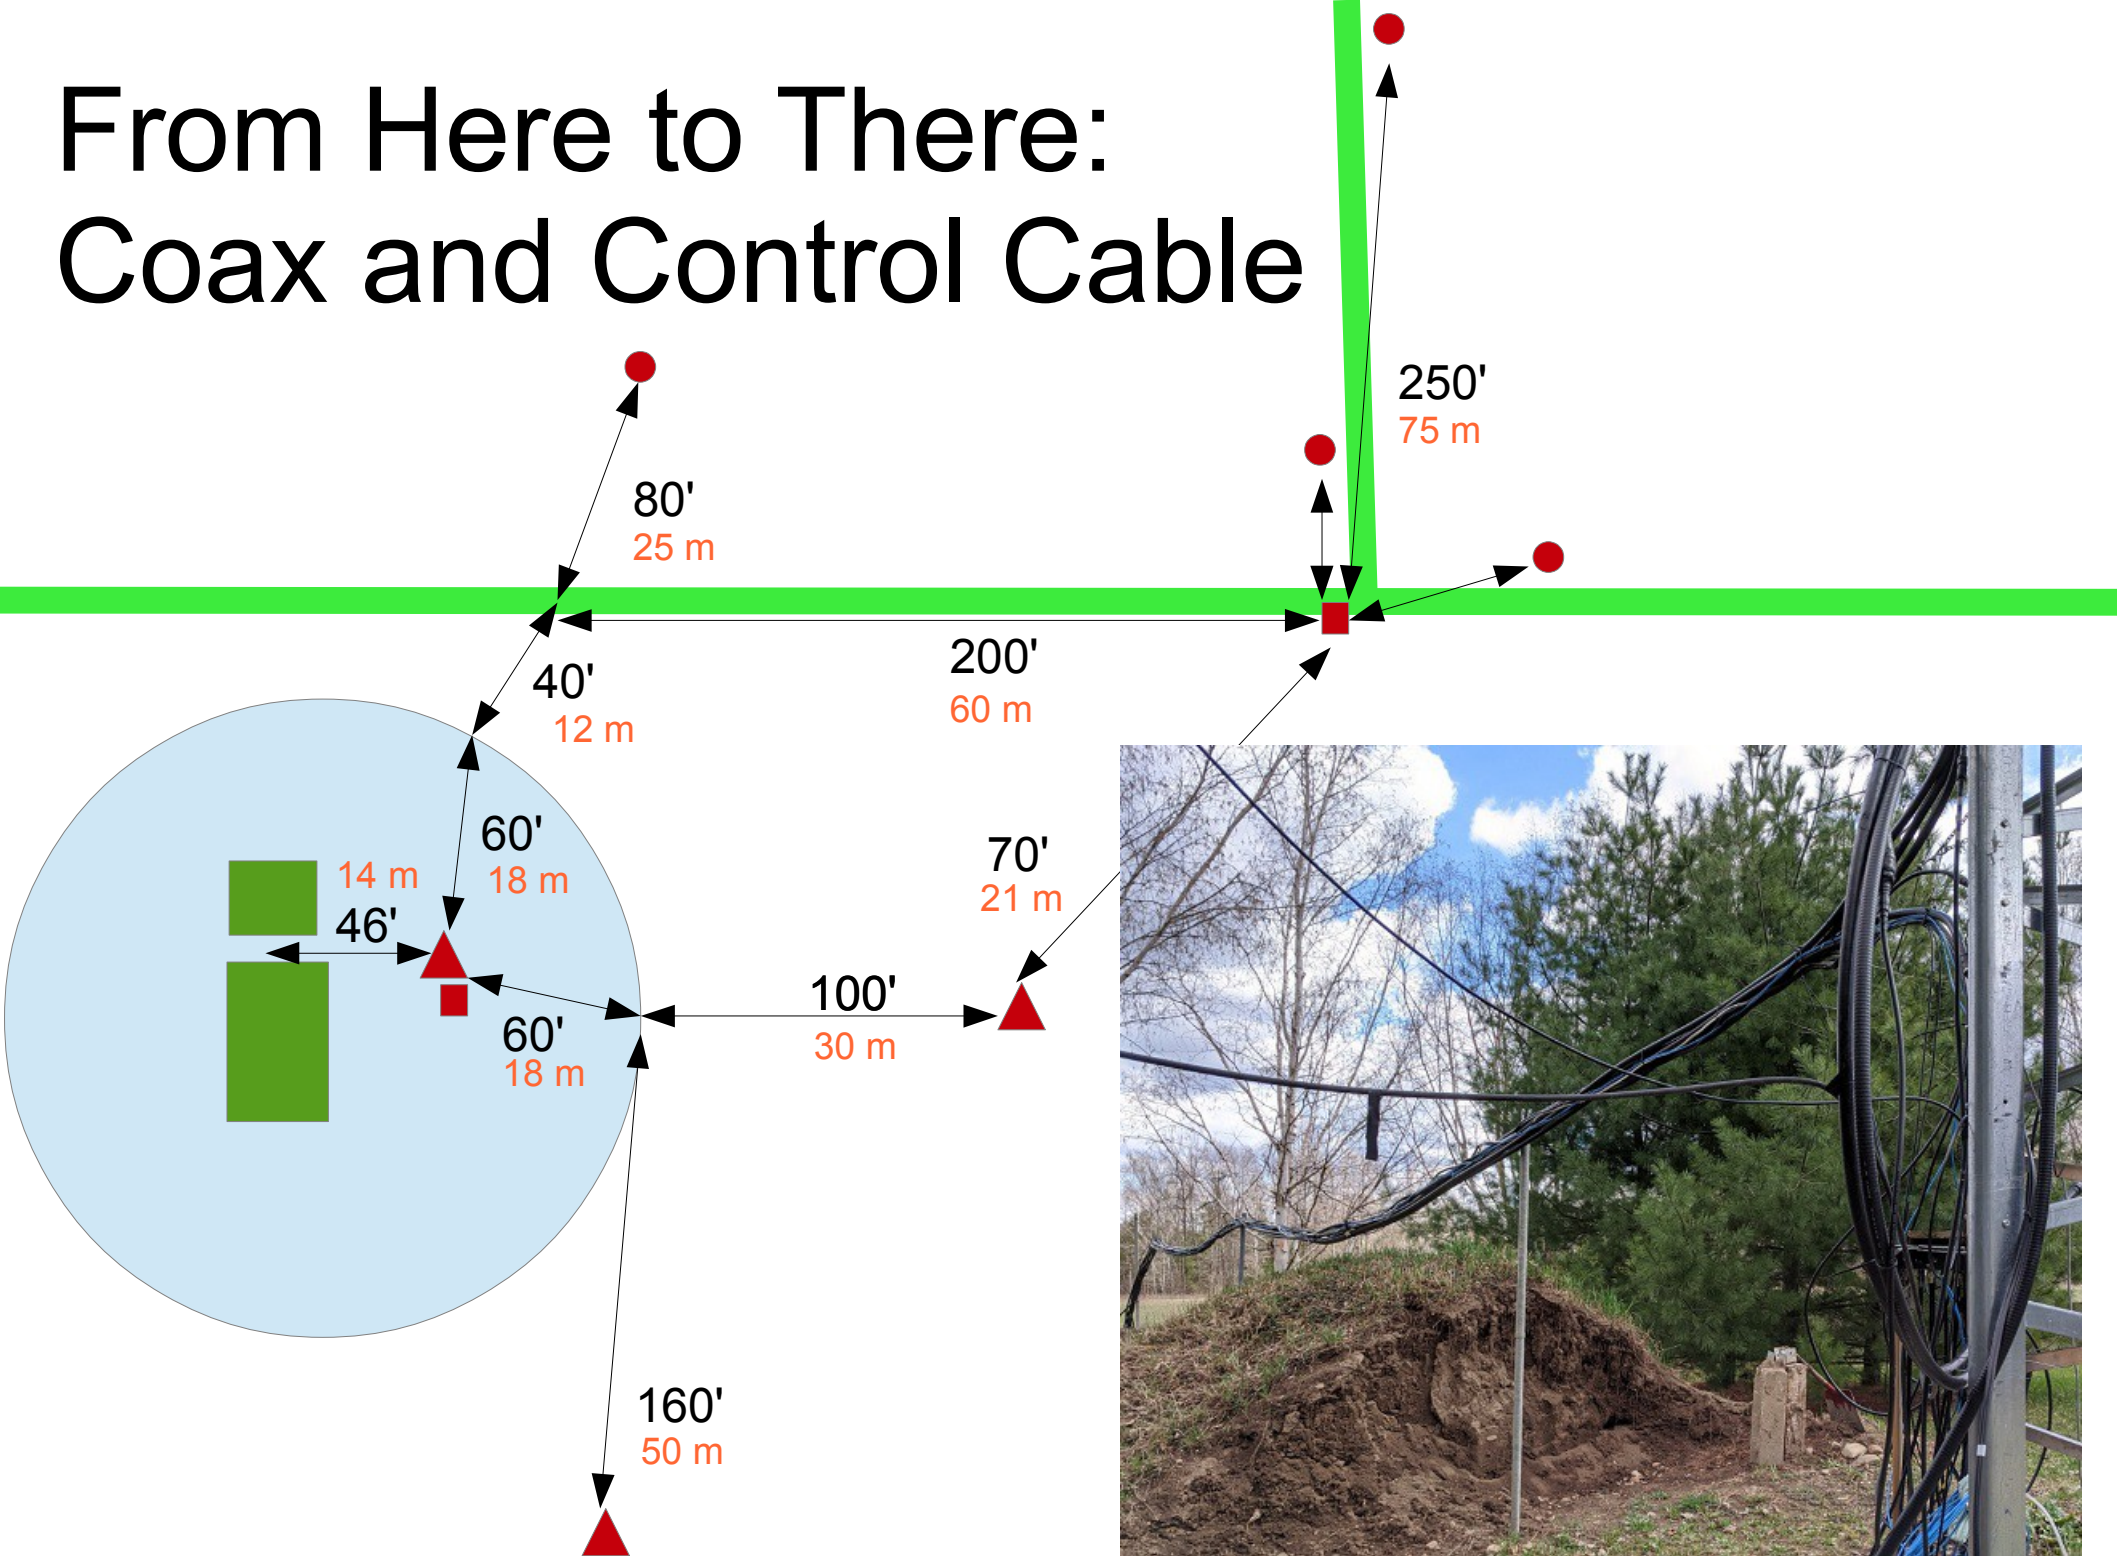 From Here to There:
Coax and Control Cable
250'
75 m
80'
25 m
200'
60 m
40'
12 m
60'
18 m
14 m
46'
70'
21 m
100'
30 m
60'
18 m
160'
50 m